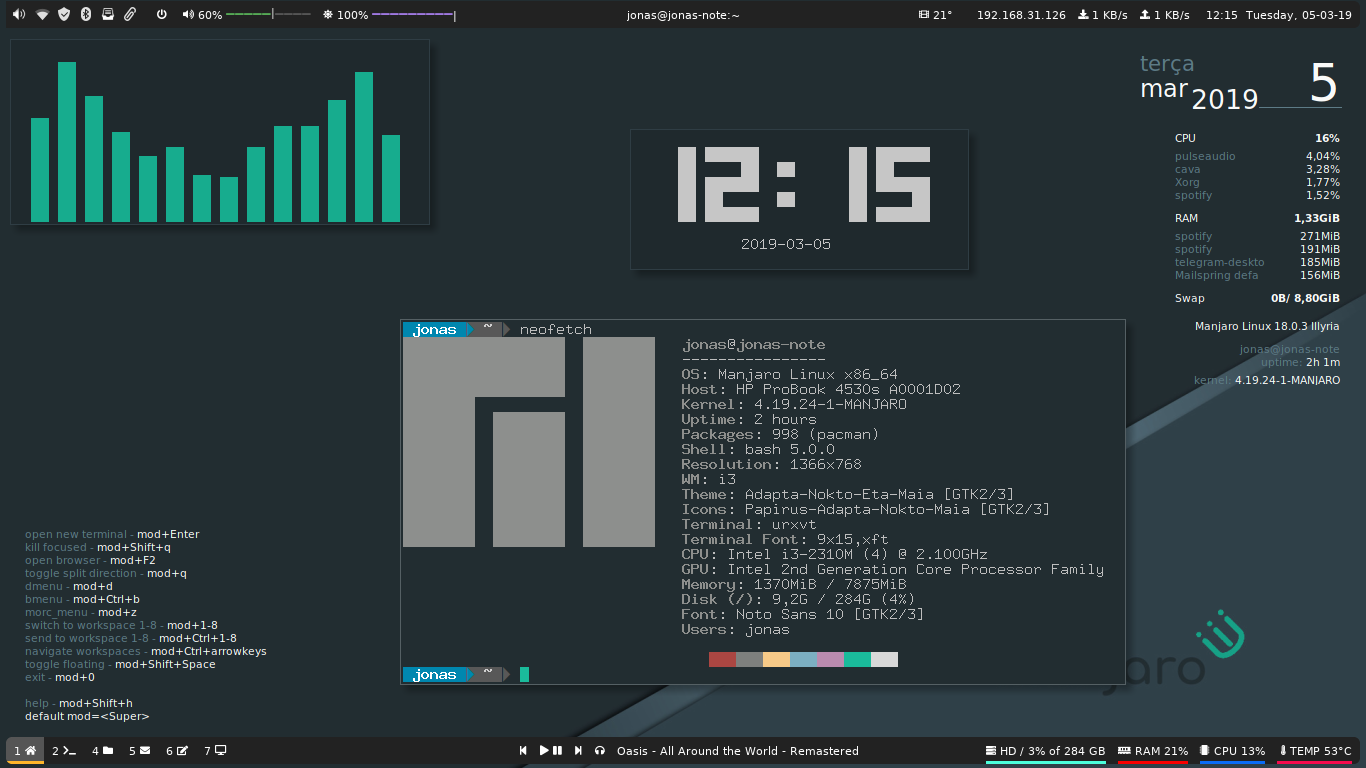 60% 100% jonas@jonas-note:~ 21° 192.168.31.126 1 KB/s 1 KB/s 12:15 Tuesday, 05-03-19
terça
mar 2019 5
12:15
2019-03-05
CPU 16%
pulseaudio 4,04%
cava 3,28%
Xorg 1,77%
spotify 1,52%
RAM 1,33GiB
spotify 271MiB
spotify 191MiB
telegram-deskto 185MiB
Mailspring defa 156MiB
Swap 0B/ 8,80GiB
Manjaro Linux 18.0.3 Illyria
jonas@jonas-note
uptime: 2h 1m
kernel: 4.19.24-1-MANJARO
jonas ~ neofetch
jonas@jonas-note
----------------
OS: Manjaro Linux x86_64
Host: HP ProBook 4530s A0001D02
Kernel: 4.19.24-1-MANJARO
Uptime: 2 hours
Packages: 998 (pacman)
Shell: bash 5.0.0
Resolution: 1366x768
WM: i3
Theme: Adapta-Nokto-Eta-Maia [GTK2/3]
Icons: Papirus-Adapta-Nokto-Maia [GTK2/3]
Terminal: urxvt
Terminal Font: 9x15,xft
CPU: Intel i3-2310M (4) @ 2.100GHz
GPU: Intel 2nd Generation Core Processor Family
Memory: 1370MiB / 7875MiB
Disk (/): 9,2G / 284G (4%)
Font: Noto Sans 10 [GTK2/3]
Users: jonas
jonas ~
jaro
open new terminal - mod+Enter
kill focused - mod+Shift+q
open browser - mod+F2
toggle split direction - mod+q
dmenu - mod+d
bmenu - mod+Ctrl+b
morc_menu - mod+z
switch to workspace 1-8 - mod+1-8
send to workspace 1-8 - mod+Ctrl+1-8
navigate workspaces - mod+Ctrl+arrowkeys
toggle floating - mod+Shift+Space
exit - mod+0
help - mod+Shift+h
default mod=<Super>
1 2 4 5 6 7 Oasis - All Around the World - Remastered HD / 3% of 284 GB RAM 21% CPU 13% TEMP 53°C